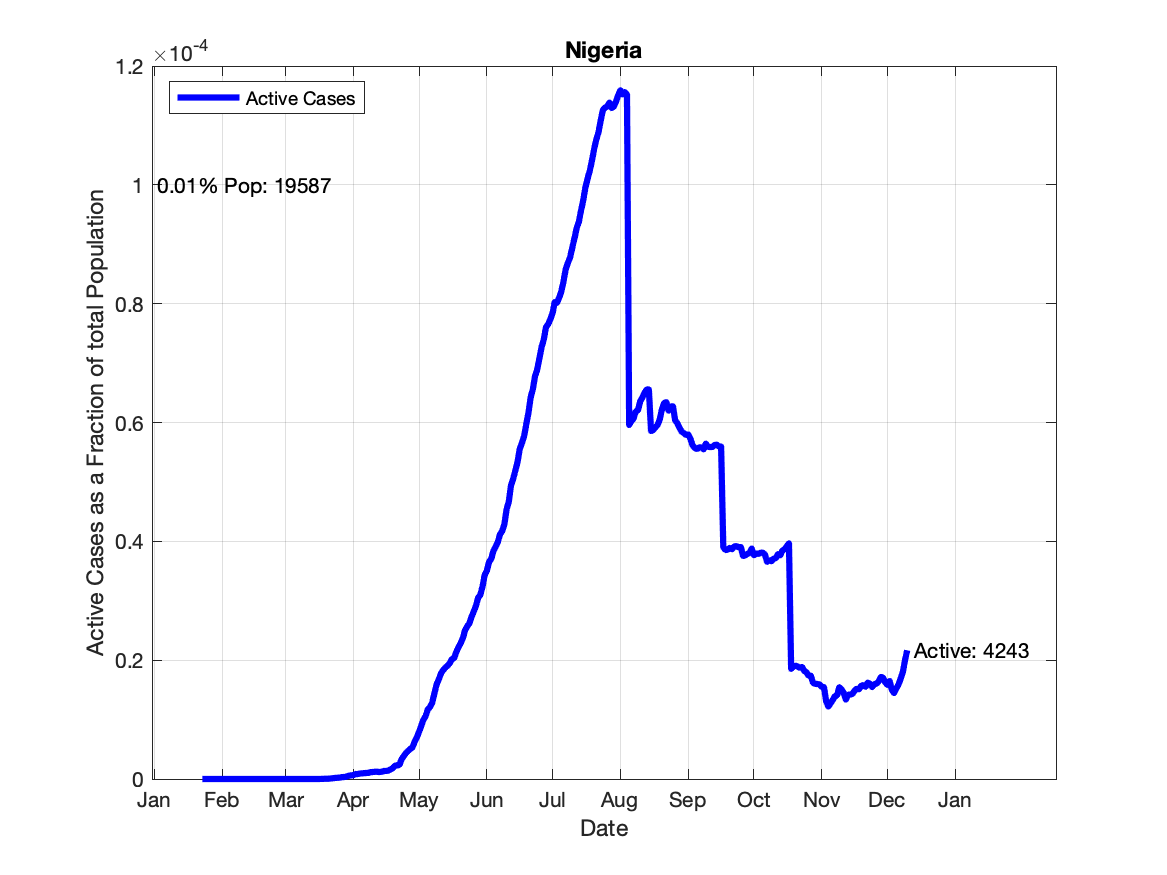 Nigeria
×10-4
1.2
1
0.8
0.6
0.4
0.2
0
Active Cases
0.01% Pop: 19587
Active: 4243
Active Cases as a Fraction of total Population
Jan Feb Mar Apr May Jun Jul Aug Sep Oct Nov Dec Jan
Date